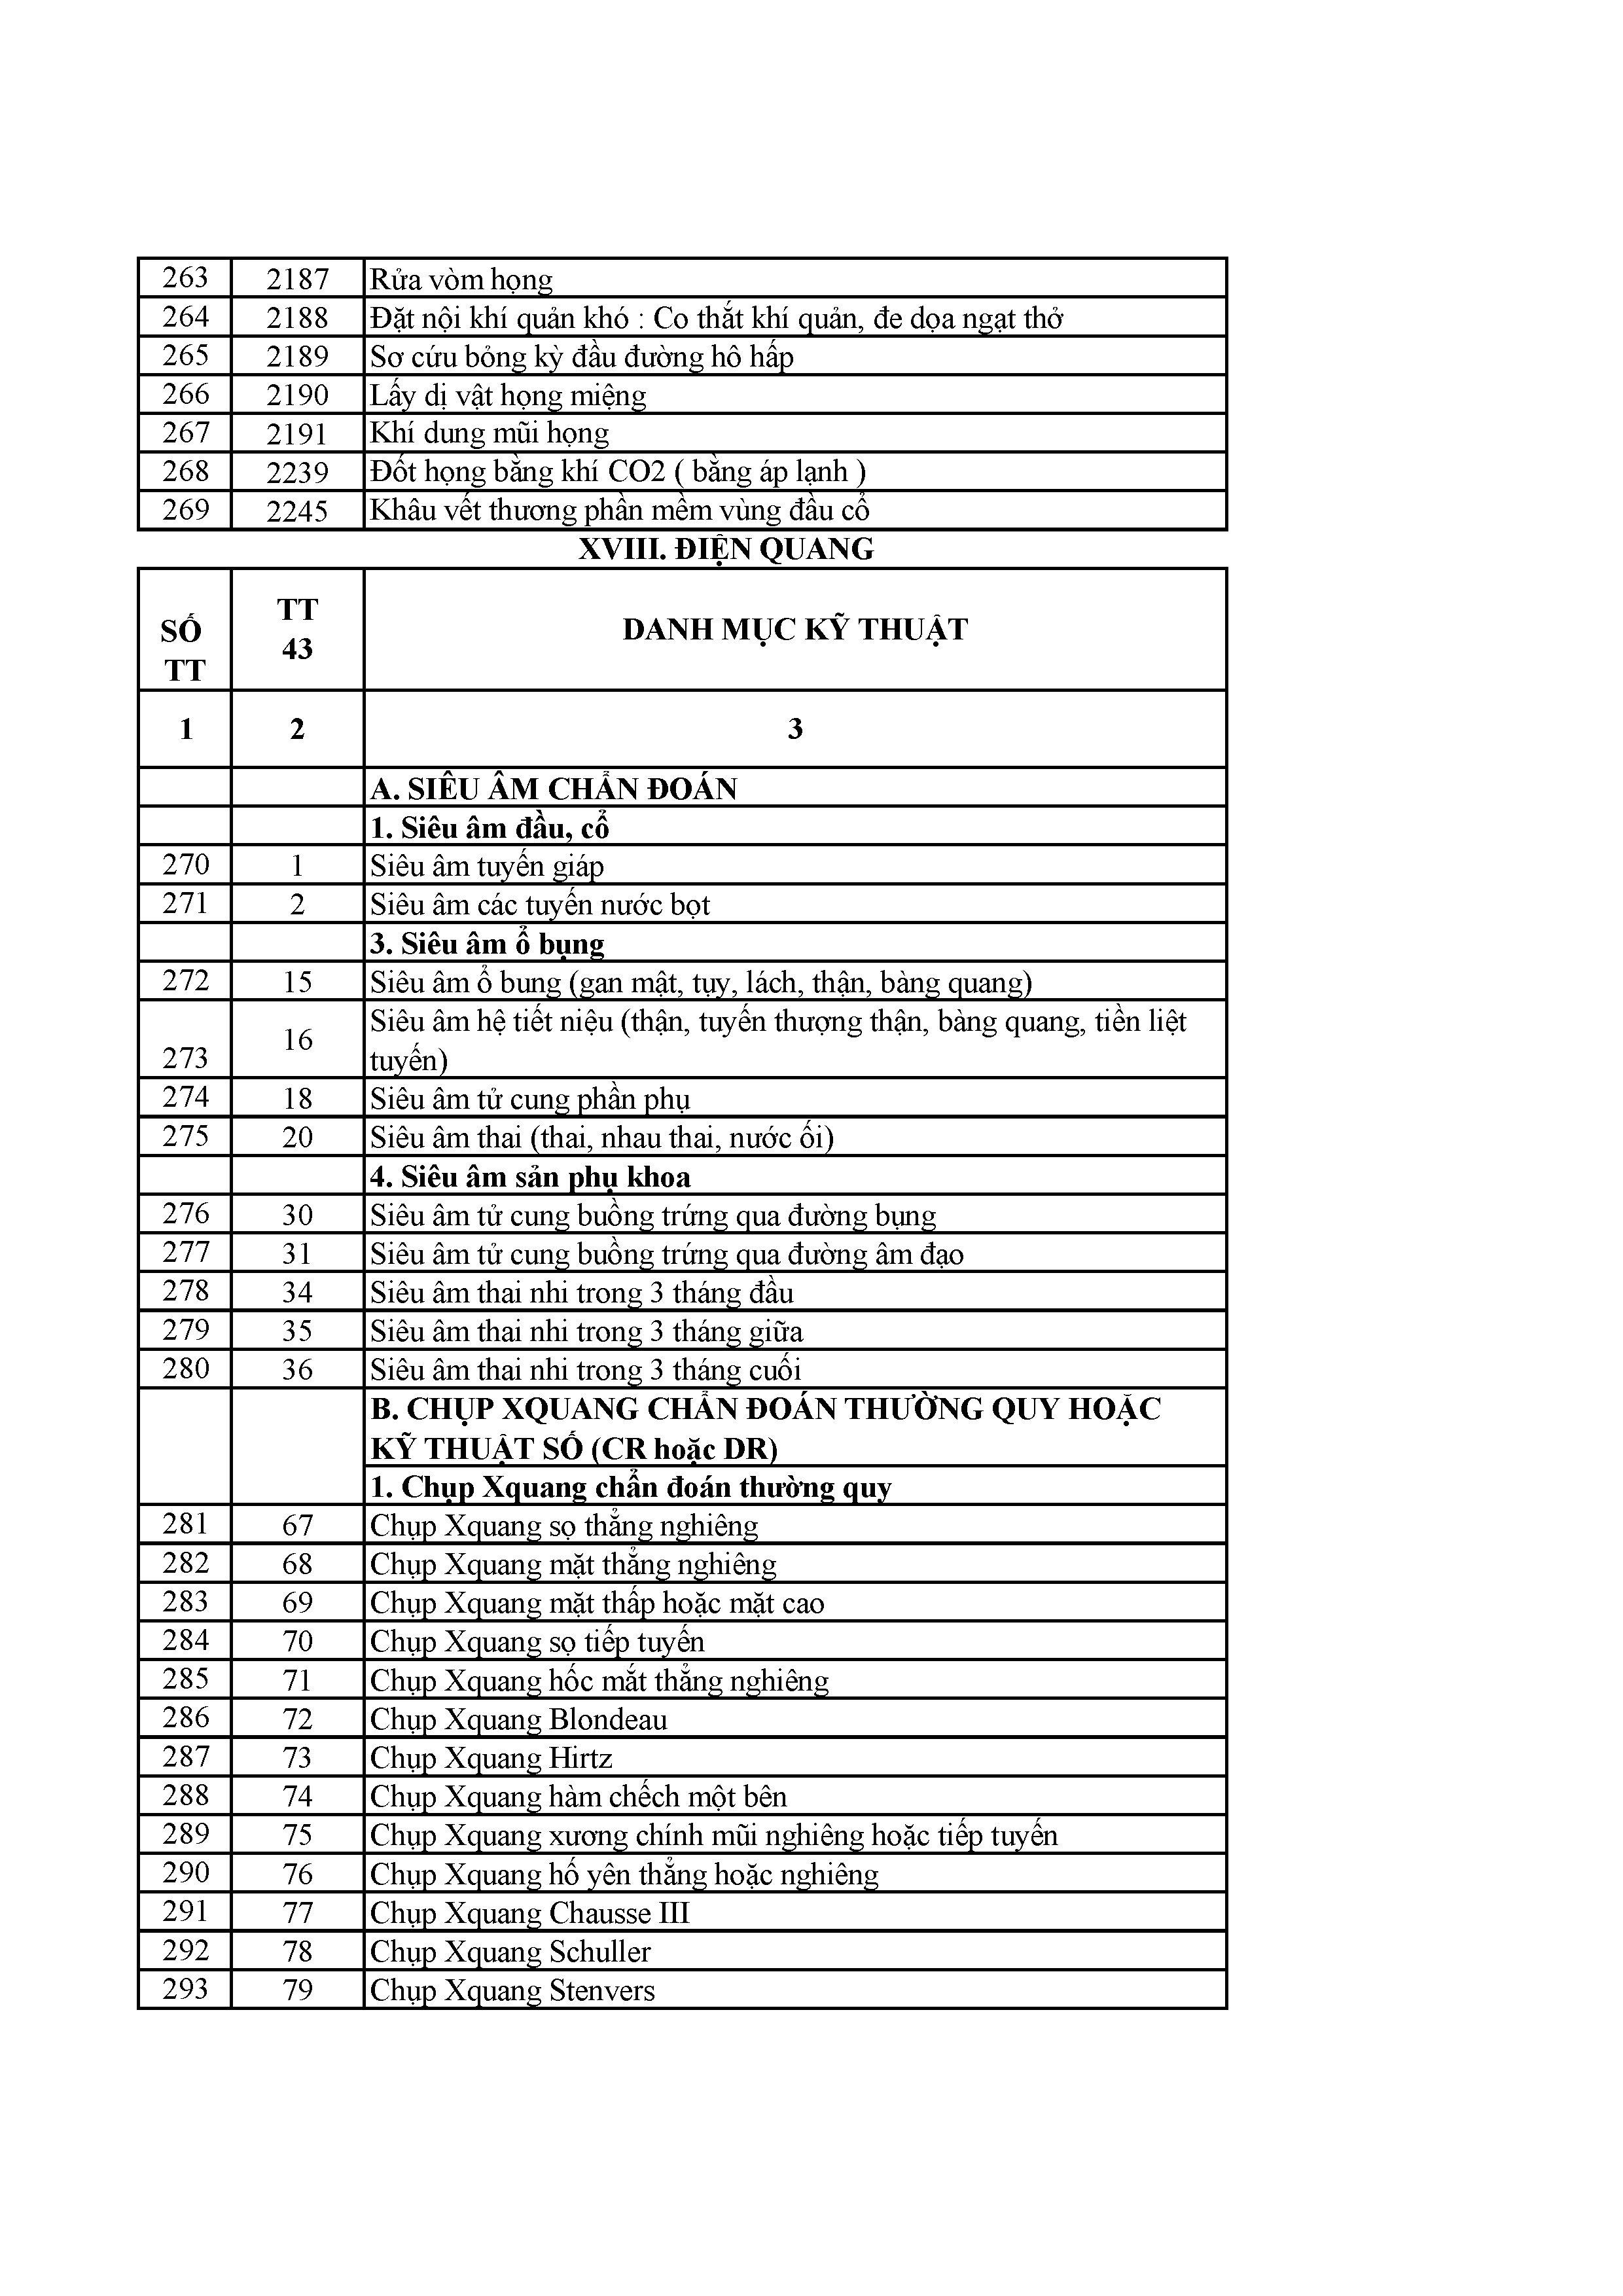 263 2187 Rửa vòm họng
264 2188 Đặt nội khí quản khó : Co thắt khí quản, đe dọa ngạt thở
265 2189 Sơ cứu bỏng kỳ đầu đường hô hấp
266 2190 Lấy dị vật họng miệng
267 2191 Khí dung mũi họng
268 2239 Đốt họng bằng khí CO2 ( bằng áp lạnh )
269 2245 Khâu vết thương phần mềm vùng đầu cổ
XVIII. ĐIỆN QUANG
SỐ TT TT 43 DANH MỤC KỸ THUẬT
1 2 3
A. SIÊU ÂM CHẨN ĐOÁN
1. Siêu âm đầu, cổ
270 1 Siêu âm tuyến giáp
271 2 Siêu âm các tuyến nước bọt
3. Siêu âm ổ bụng
272 15 Siêu âm ổ bung (gan mật, tụy, lách, thận, bàng quang)
273 16 Siêu âm hệ tiết niệu (thận, tuyến thượng thận, bàng quang, tiền liệt
tuyến)
274 18 Siêu âm tử cung phần phụ
275 20 Siêu âm thai (thai, nhau thai, nước ối)
4. Siêu âm sản phụ khoa
276 30 Siêu âm tử cung buồng trứng qua đường bụng
277 31 Siêu âm tử cung buồng trứng qua đường âm đạo
278 34 Siêu âm thai nhi trong 3 tháng đầu
279 35 Siêu âm thai nhi trong 3 tháng giữa
280 36 Siêu âm thai nhi trong 3 tháng cuối
B. CHỤP XQUANG CHẨN ĐOÁN THƯỜNG QUY HOẶC
KỸ THUẬT SỐ (CR hoặc DR)
1. Chụp Xquang chẩn đoán thường quy
281 67 Chụp Xquang sọ thẳng nghiêng
282 68 Chụp Xquang mặt thẳng nghiêng
283 69 Chụp Xquang mặt thấp hoặc mặt cao
284 70 Chụp Xquang sọ tiếp tuyến
285 71 Chụp Xquang hốc mắt thẳng nghiêng
286 72 Chụp Xquang Blondeau
287 73 Chụp Xquang Hirtz
288 74 Chụp Xquang hàm chếch một bên
289 75 Chụp Xquang xương chính mũi nghiêng hoặc tiếp tuyến
290 76 Chụp Xquang hố yên thẳng hoặc nghiêng
291 77 Chụp Xquang Chausse III
292 78 Chụp Xquang Schuller
293 79 Chụp Xquang Stenvers